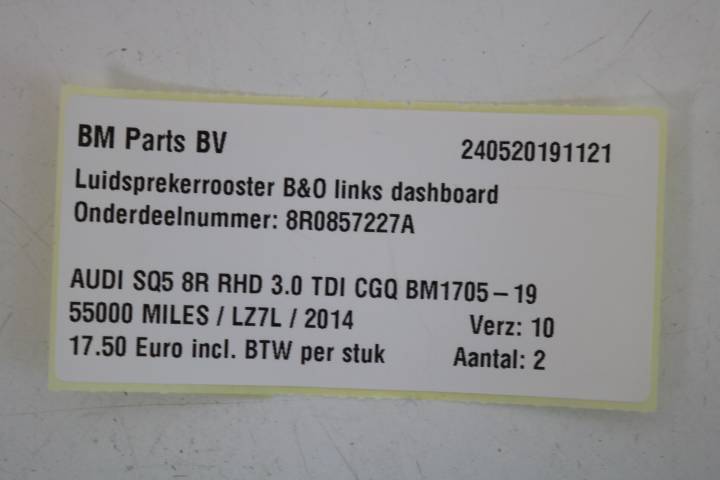 BM Parts BV 240520191121
Luidsprekerrooster B&O links dashboard
Onderdeelnummer: 8R0857227A
AUDI SQ5 8R RHD 3.0 TDI CGQ BM1705-19
55000 MILES / LZ7L / 2014 Verz: 10
17.50 Euro incl. BTW per stuk Aantal: 2